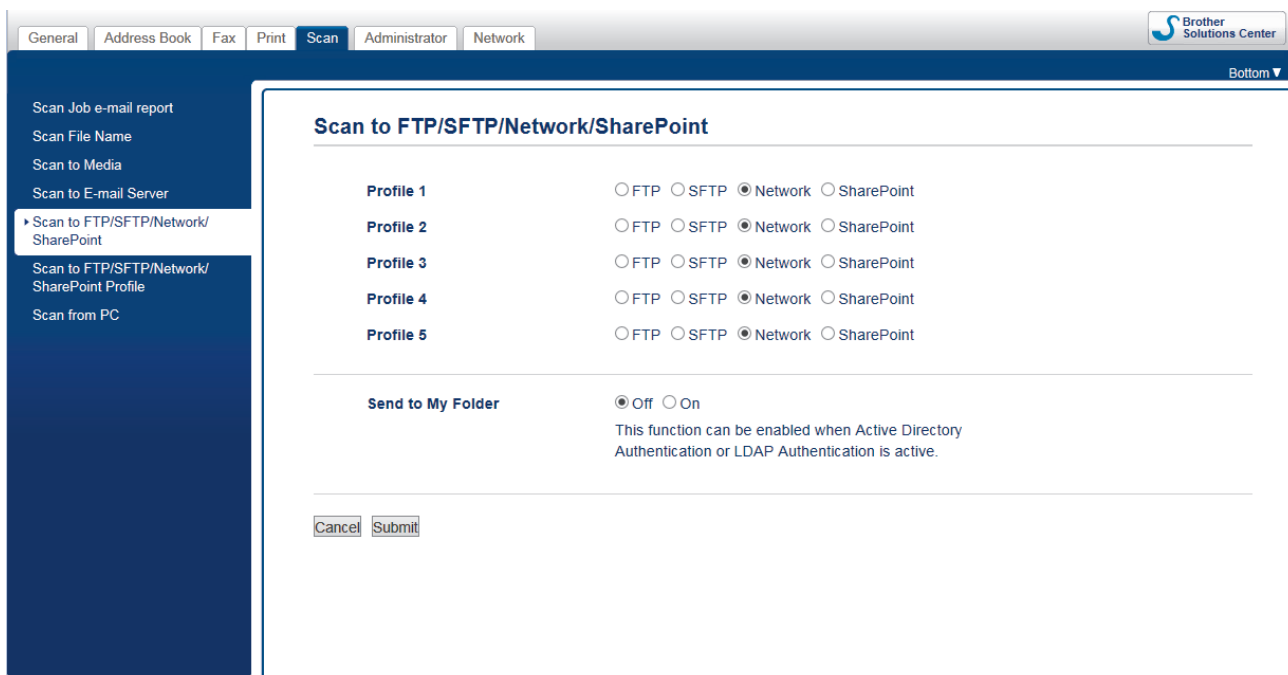 General Address Book Fax Print Scan Administrator Network
Brother
Solutions Center
Bottom▼
Scan Job e-mail report
Scan File Name
Scan to Media
Scan to E-mail Server
Scan to FTP/SFTP/Network/
SharePoint
Scan to FTP/SFTP/Network/
SharePoint Profile
Scan from PC
Scan to FTP/SFTP/Network/SharePoint
Profile 1 FTP SFTP Network SharePoint
Profile 2 FTP SFTP Network SharePoint
Profile 3 FTP SFTP Network SharePoint
Profile 4 FTP SFTP Network SharePoint
Profile 5 FTP SFTP Network SharePoint
Send to My Folder Off On
This function can be enabled when Active Directory
Authentication or LDAP Authentication is active.
Cancel Submit